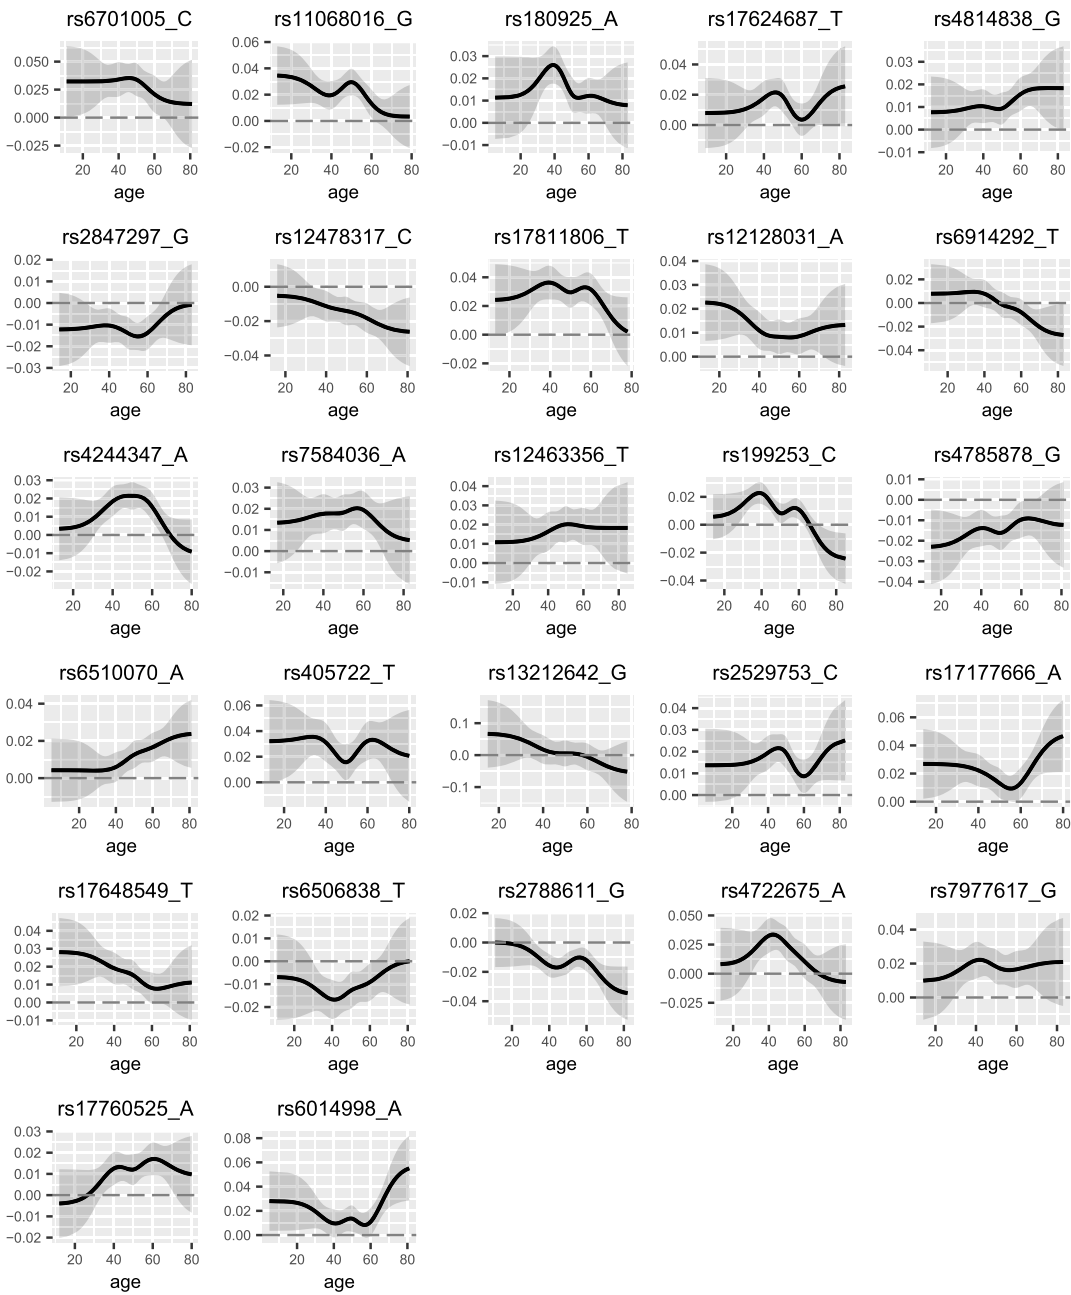 rs6701005_C rs11068016_G rs180925_A rs17624687_T rs4814838_G
0.050 0.025 0.000 −0.025
0.06 0.04 0.02 0.00 −0.02
0.03 0.02 0.01 0.00 −0.01
0.04 0.02 0.00
0.03 0.02 0.01 0.00 −0.01
20 40 60 80 20 40 60 80 20 40 60 80 20 40 60 80 20 40 60 80
age age age age age
rs2847297_G rs12478317_C rs17811806_T rs12128031_A rs6914292_T
0.02 0.01 0.00 −0.01 −0.02 −0.03
0.00 −0.02 −0.04
0.04 0.02 0.00 −0.02
0.04 0.03 0.02 0.01 0.00
0.02 0.00 −0.02 −0.04
20 40 60 80 20 40 60 80 20 40 60 80 20 40 60 80 20 40 60 80
age age age age age
rs4244347_A rs7584036_A rs12463356_T rs199253_C rs4785878_G
0.03 0.02 0.01 0.00 −0.01 −0.02
0.03 0.02 0.01 0.00 −0.01
0.04 0.03 0.02 0.01 0.00 −0.01
0.02 0.00 −0.02 −0.04
0.01 0.00 −0.01 −0.02 −0.03 −0.04
20 40 60 80 20 40 60 80 20 40 60 80 20 40 60 80 20 40 60 80
age age age age age
rs6510070_A rs405722_T rs13212642_G rs2529753_C rs17177666_A
0.04 0.02 0.00
0.06 0.04 0.02 0.00
0.1 0.0 −0.1
0.04 0.03 0.02 0.01 0.00
0.06 0.04 0.02 0.00
20 40 60 80 20 40 60 80 20 40 60 80 20 40 60 80 20 40 60 80
age age age age age
rs17648549_T rs6506838_T rs2788611_G rs4722675_A rs7977617_G
0.04 0.03 0.02 0.01 0.00 −0.01
0.02 0.01 0.00 −0.01 −0.02
0.02 0.00 −0.02 −0.04
0.050 0.025 0.000 −0.025
0.04 0.02 0.00
20 40 60 80 20 40 60 80 20 40 60 80 20 40 60 80 20 40 60 80
age age age age age
rs17760525_A rs6014998_A
0.03 0.02 0.01 0.00 −0.01 −0.02
0.08 0.06 0.04 0.02 0.00
20 40 60 80 20 40 60 80
age age